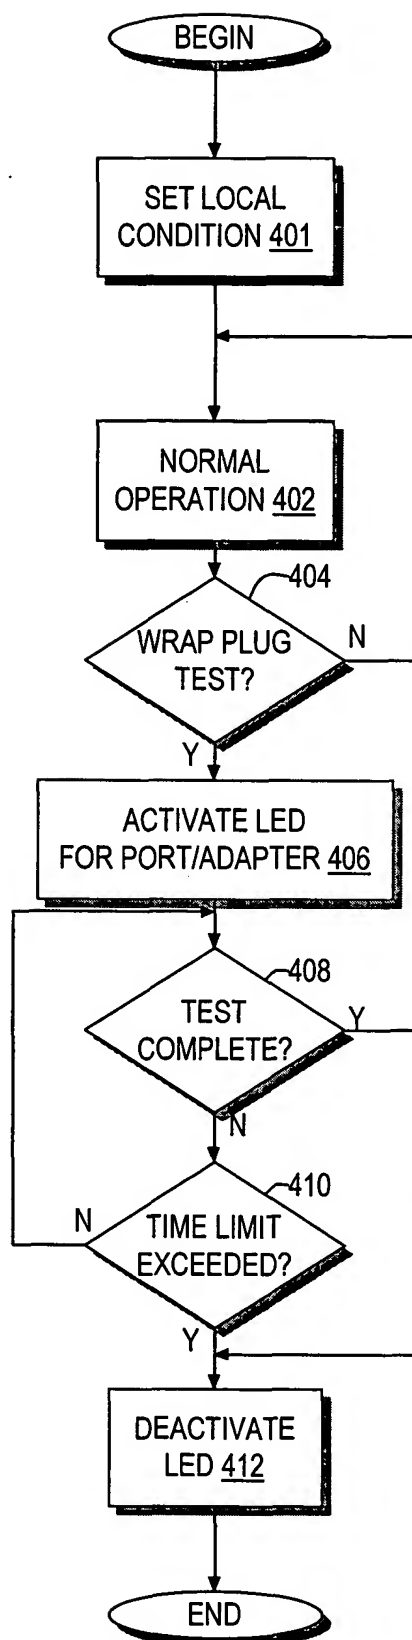 BEGIN
SET LOCAL
CONDITION 401
NORMAL
OPERATION 402
404
WRAP PLUG
TEST?
N
Y
ACTIVATE LED
FOR PORT/ADAPTER 406
408
TEST
COMPLETE?
Y
N
410
N
TIME LIMIT
EXCEEDED?
Y
DEACTIVATE
LED 412
END